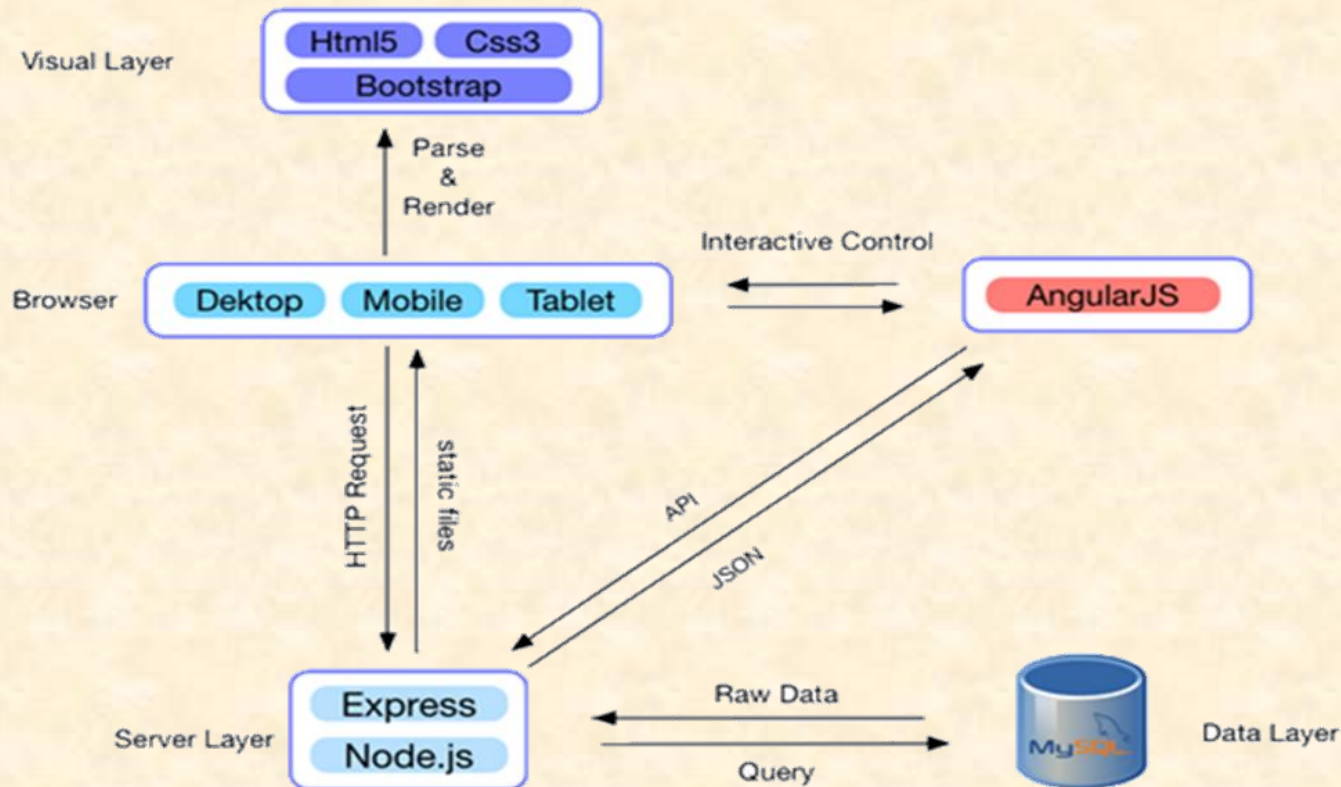 Html5 Css3
Visual Layer
Bootstrap
Parse
&
Render
Interactive Control
Browser
Dektop Mobile Tablet
AngularJS
HTTP Request
static files
API
JSON
Express
Raw Data
Server Layer
Node.js
MySQL
Data Layer
Query